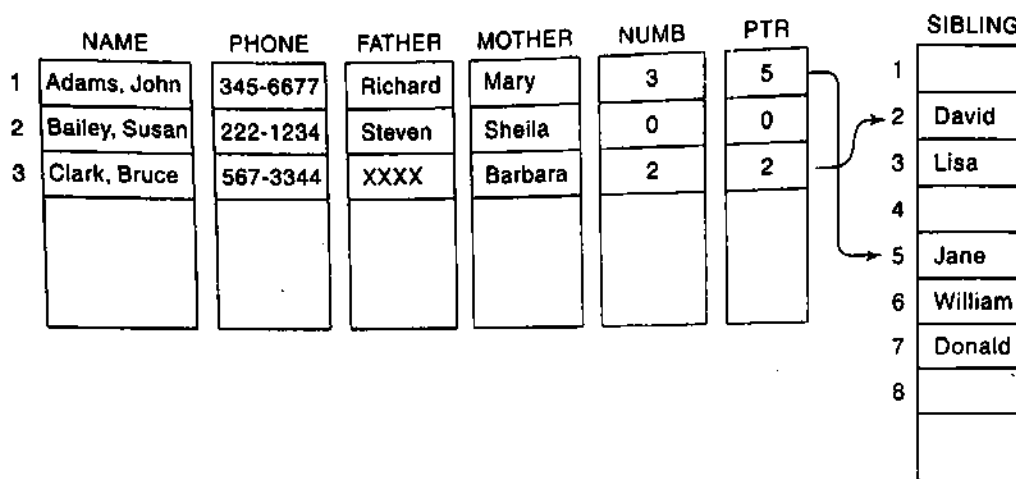 NAME PHONE FATHER MOTHER NUMB PTR SIBLING
1 Adams, John 345-6677 Richard Mary 3 5 1
2 Bailey, Susan 222-1234 Steven Sheila 0 0 2 David
3 Clark, Bruce 567-3344 XXXX Barbara 2 2 3 Lisa
4
5 Jane
6 William
7 Donald
8